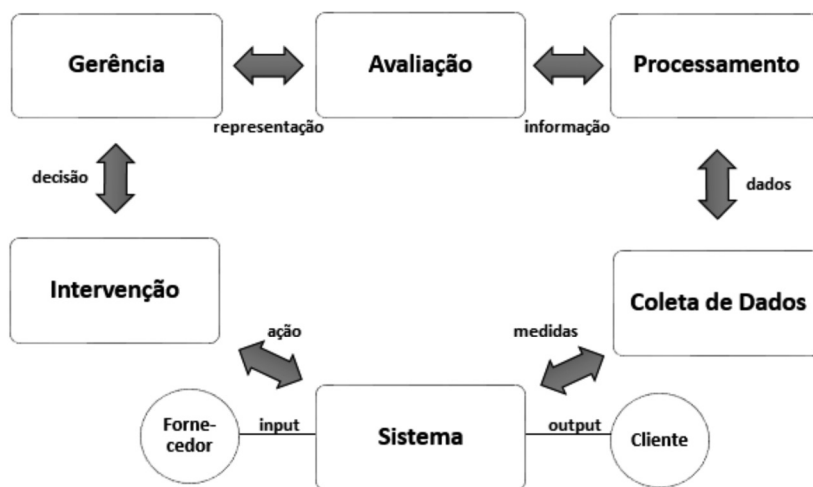 Gerência
Avaliação
Processamento
representação
informação
decisão
dados
Intervenção
Coleta de Dados
ação
medidas
Forne-
cedor
input
Sistema
output
Cliente